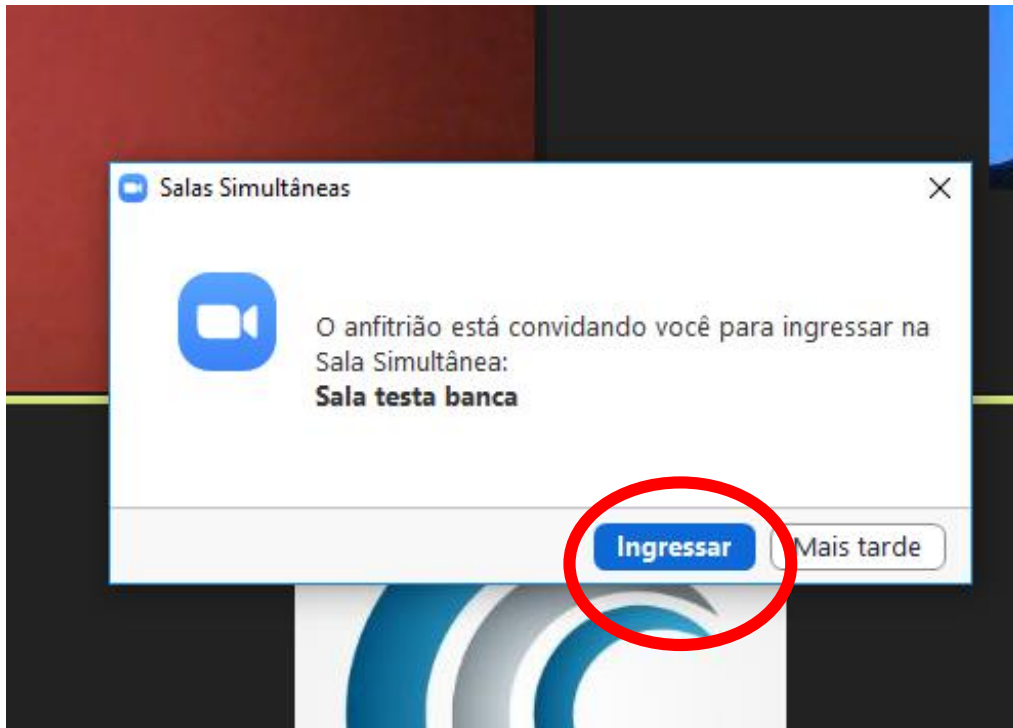 Salas Simultâneas
O anfitrião está convidando você para ingressar na
Sala Simultânea:
Sala testa banca
Ingressar
Mais tarde